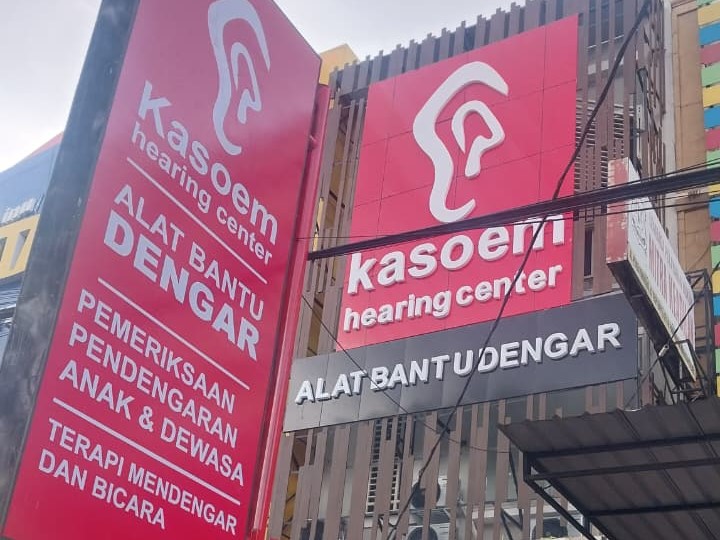 Kasoem
hearing center
ALAT BANTU
DENGAR
PEMERIKSAAN
PENDENGARAN
ANAK & DEWASA
TERAPI MENDENGAR
DAN BICARA
kasoem
hearing center
ALAT BANTU DENGAR